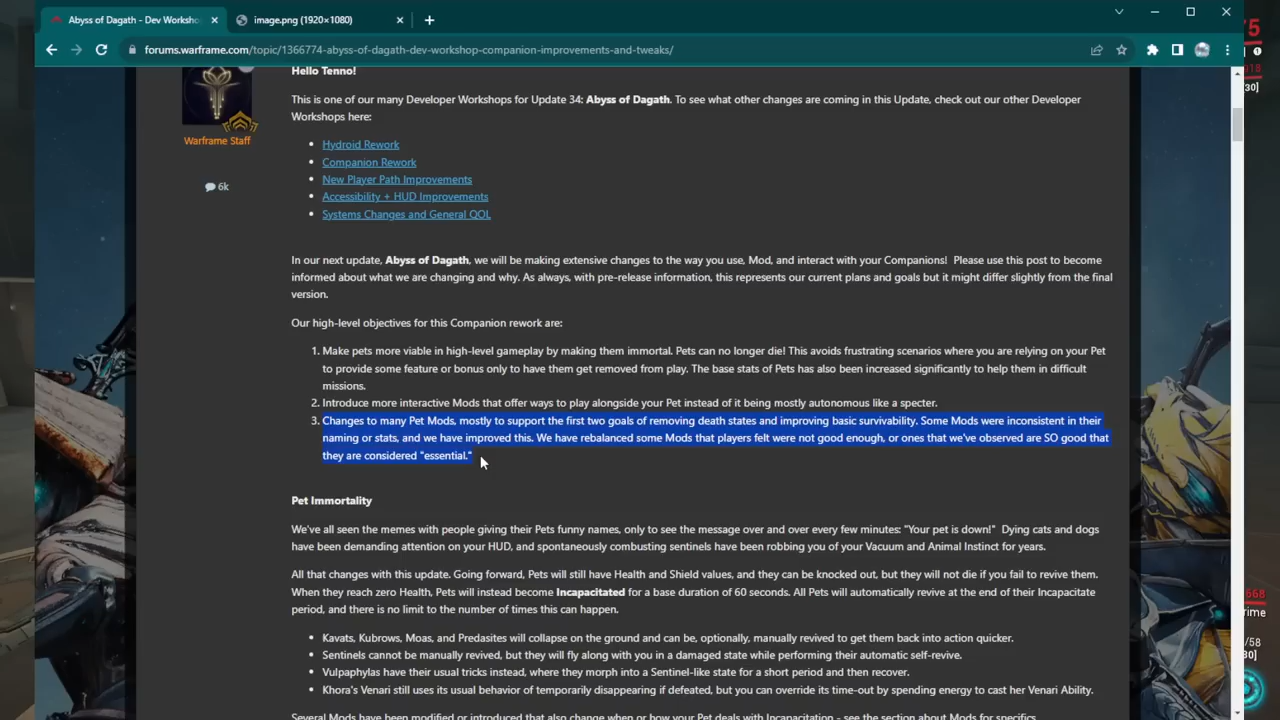 Abyss of Dagath - Dev Worksho
image.png (1920×1080)
forums.warframe.com/topic/1366774-abyss-of-dagath-dev-workshop-companion-improvements-and-tweaks/
Hello Tenno!
This is one of our many Developer Workshops for Update 34: Abyss of Dagath. To see what other changes are coming in this Update, check out our other Developer
Workshops here:
Warframe Staff
6k
• Hydroid Rework
• Companion Rework
• New Player Path Improvements
• Accessibility + HUD Improvements
• Systems Changes and General QOL
In our next update, Abyss of Dagath, we will be making extensive changes to the way you use, Mod, and interact with your Companions! Please use this post to become
informed about what we are changing and why. As always, with pre-release information, this represents our current plans and goals but it might differ slightly from the final
version.
Our high-level objectives for this Companion rework are:
1. Make pets more viable in high-level gameplay by making them immortal. Pets can no longer die! This avoids frustrating scenarios where you are relying on your Pet
to provide some feature or bonus only to have them get removed from play. The base stats of Pets has also been increased significantly to help them in difficult
missions.
2. Introduce more interactive Mods that offer ways to play alongside your Pet instead of it being mostly autonomous like a specter.
3. Changes to many Pet Mods, mostly to support the first two goals of removing death states and improving basic survivability. Some Mods were inconsistent in their
naming or stats, and we have improved this. We have rebalanced some Mods that players felt were not good enough, or ones that we've observed are SO good that
they are considered "essential."
Pet Immortality
We've all seen the memes with people giving their Pets funny names, only to see the message over and over every few minutes: "Your pet is down!" Dying cats and dogs
have been demanding attention on your HUD, and spontaneously combusting sentinels have been robbing you of your Vacuum and Animal Instinct for years.
All that changes with this update. Going forward, Pets will still have Health and Shield values, and they can be knocked out, but they will not die if you fail to revive them.
When they reach zero Health, Pets will instead become Incapacitated for a base duration of 60 seconds. All Pets will automatically revive at the end of their Incapacitate
period, and there is no limit to the number of times this can happen.
• Kavats, Kubrows, Moas, and Predasites will collapse on the ground and can be, optionally, manually revived to get them back into action quicker.
• Sentinels cannot be manually revived, but they will fly along with you in a damaged state while performing their automatic self-revive.
• Vulpaphylas have their usual tricks instead, where they morph into a Sentinel-like state for a short period and then recover.
• Khora's Venari still uses its usual behavior of temporarily disappearing if defeated, but you can override its time-out by spending energy to cast her Venari Ability.
Several Mods have been modified or introduced that also change when or how your Pet deals with Incapacitation - see the section about Mods for specifics